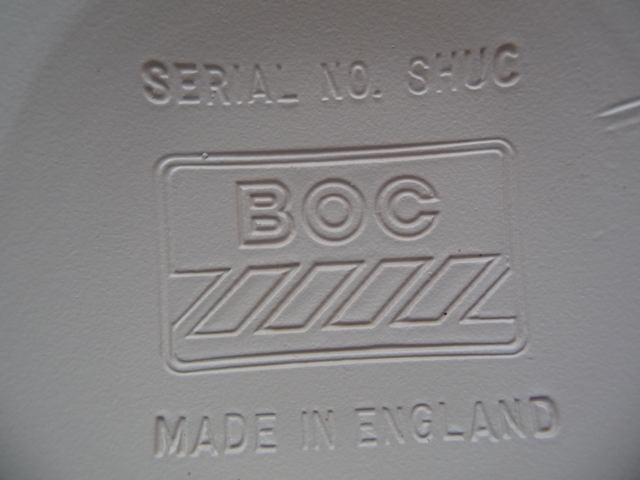 SERIAL NO. SHUC
BOC
MADE IN ENGLAND